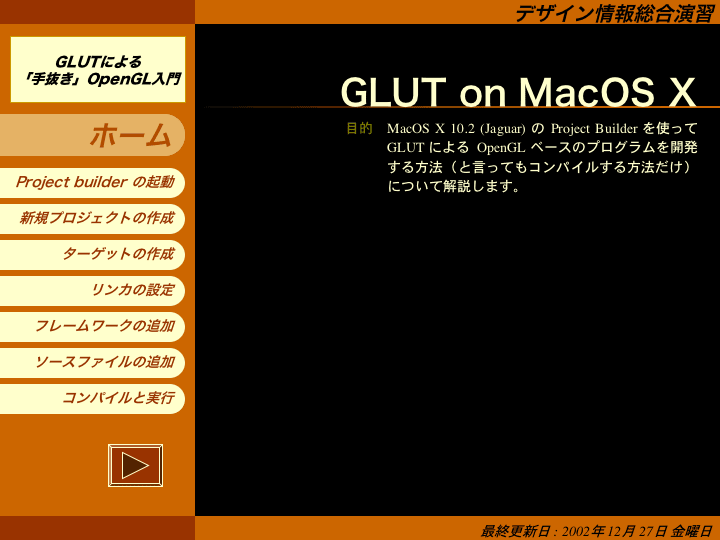 デザイン情報総合演習
GLUTによる
「手抜き」OpenGL入門
ホーム
Project builder の起動
新規プロジェクトの作成
ターゲットの作成
リンカの設定
フレームワークの追加
ソースファイルの追加
コンパイルと実行
GLUT on MacOS X
目的 MacOS X 10.2 (Jaguar) の Project Builder を使って
GLUT による OpenGL ベースのプログラムを開発
する方法（と言ってもコンパイルする方法だけ）
について解説します。
最終更新日 : 2002年 12月 27日 金曜日